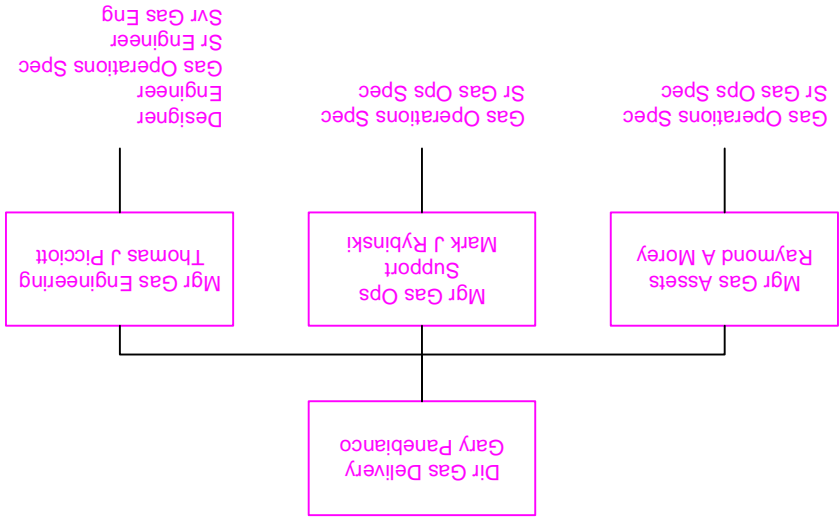 Dir Gas Delivery
Gary Panebianco
Mgr Gas Assets
Raymond A Morey
Mgr Gas Ops
Support
Mark J Rybinski
Mgr Gas Engineering
Thomas J Picciott
Gas Operations Spec
Sr Gas Ops Spec
Gas Operations Spec
Sr Gas Ops Spec
Designer
Engineer
Gas Operations Spec
Sr Engineer
Svr Gas Eng